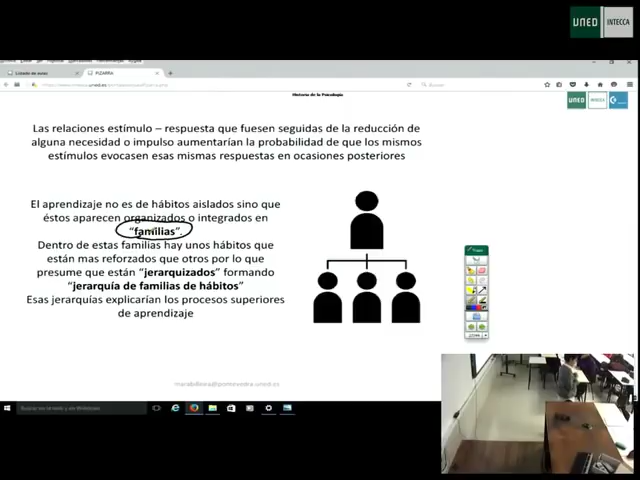 UNED
INTECCA
PIZARRA
Historia de la Psicología
UNED
Las relaciones estímulo – respuesta que fuesen seguidas de la reducción de
alguna necesidad o impulso aumentarían la probabilidad de que los mismos
estímulos evocasen esas mismas respuestas en ocasiones posteriores
El aprendizaje no es de hábitos aislados sino que
éstos aparecen organizados o integrados en
“familias”.
Dentro de estas familias hay unos hábitos que
están mas reforzados que otros por lo que
presume que están “jerarquizados” formando
“jerarquía de familias de hábitos”
Esas jerarquías explicarían los procesos superiores
de aprendizaje